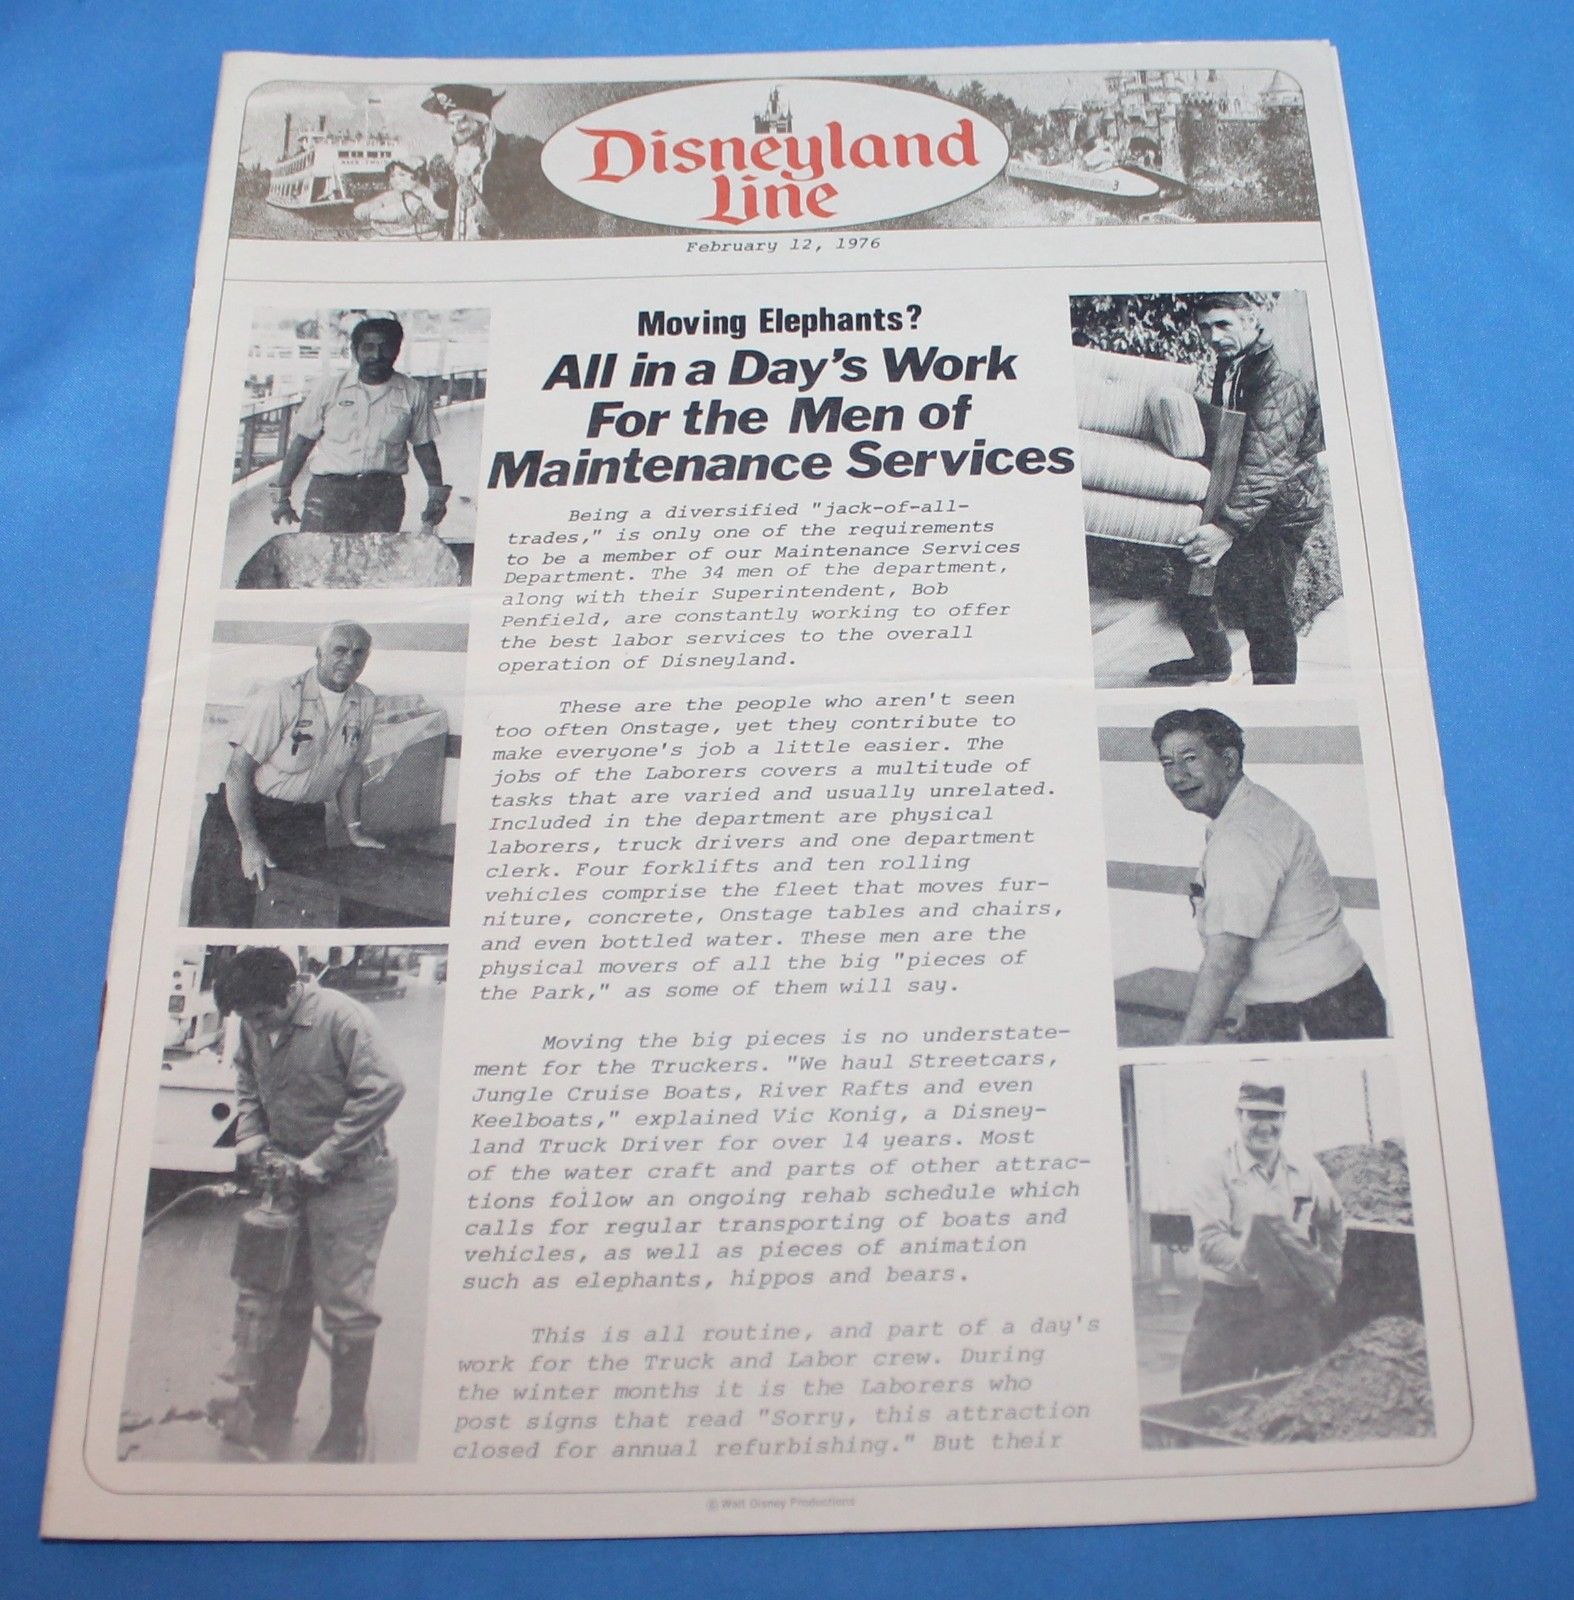 Disneyland
Line
February 12, 1976
Moving Elephants?
All in a Day's Work
For the Men of
Maintenance Services
Being a diversified "jack-of-all-
trades," is only one of the requirements
to be a member of our Maintenance Services
Department. The 34 men of the department,
along with their Superintendent, Bob
Penfield, are constantly working to offer
the best labor services to the overall
operation of Disneyland.
These are the people who aren't seen
too often Onstage, yet they contribute to
make everyone's job a little easier. The
jobs of the Laborers covers a multitude of
tasks that are varied and usually unrelated.
Included in the department are physical
laborers, truck drivers and one department
clerk. Four forklifts and ten rolling
vehicles comprise the fleet that moves fur-
niture, concrete, Onstage tables and chairs,
and even bottled water. These men are the
physical movers of all the big "pieces of
the Park," as some of them will say.
Moving the big pieces is no understate-
ment for the Truckers. "We haul Streetcars,
Jungle Cruise Boats, River Rafts and even
Keelboats," explained Vic Konig, a Disney-
land Truck Driver for over 14 years. Most
of the water craft and parts of other attrac-
tions follow an ongoing rehab schedule which
calls for regular transporting of boats and
vehicles, as well as pieces of animation
such as elephants, hippos and bears.
This is all routine, and part of a day's
work for the Truck and Labor crew. During
the winter months it is the Laborers who
post signs that read "Sorry, this attraction
closed for annual refurbishing." But their
© Walt Disney Productions